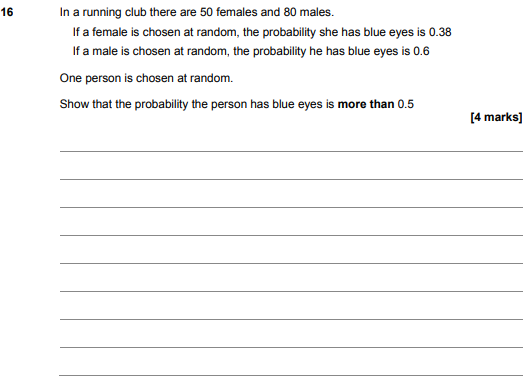 16 In a running club there are 50 females and 80 males.
If a female is chosen at random, the probability she has blue eyes is 0.38
If a male is chosen at random, the probability he has blue eyes is 0.6
One person is chosen at random.
Show that the probability the person has blue eyes is more than 0.5
[4 marks]